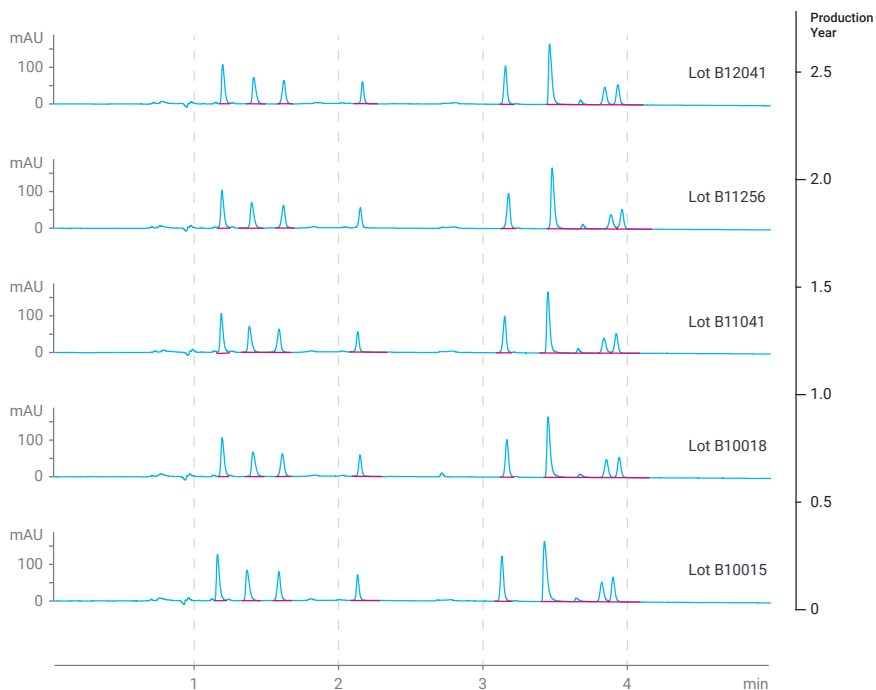 Production
Year
mAU
100
0
Lot B12041
2.5
mAU
100
0
Lot B11256
2.0
mAU
100
0
Lot B11041
1.5
1.0
mAU
100
0
Lot B10018
0.5
mAU
100
0
Lot B10015
0
1 2 3 4 min